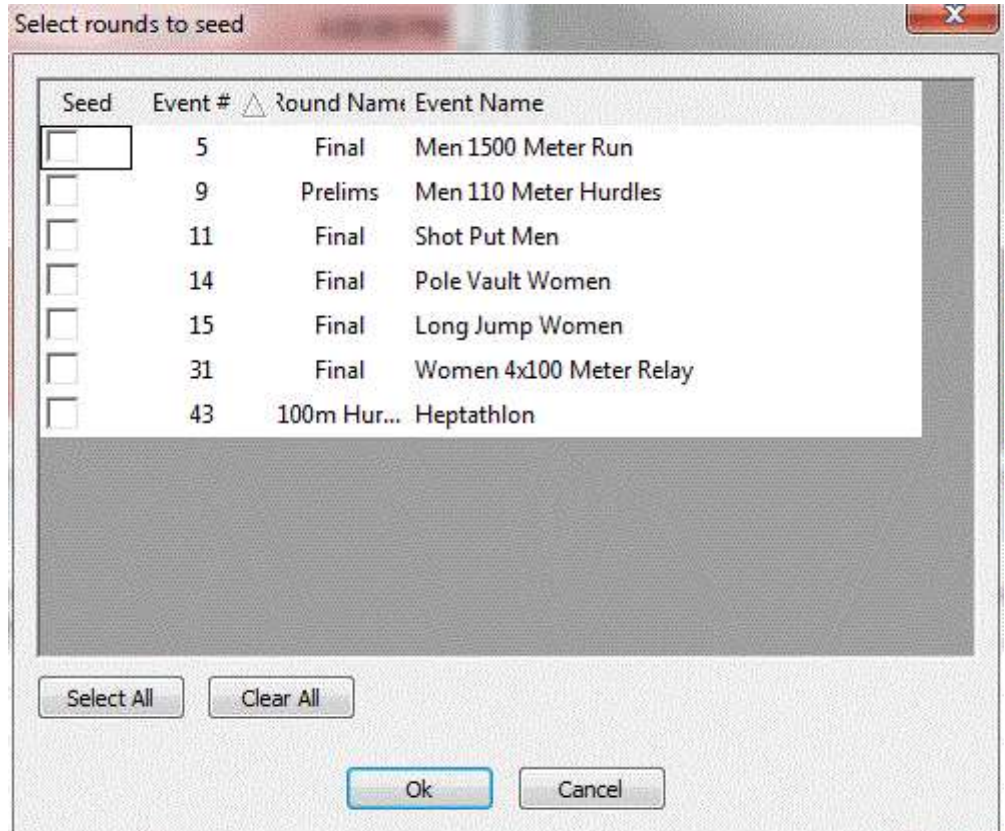 Select rounds to seed
Seed Event # Round Name Event Name
5 Final Men 1500 Meter Run
9 Prelims Men 110 Meter Hurdles
11 Final Shot Put Men
14 Final Pole Vault Women
15 Final Long Jump Women
31 Final Women 4x100 Meter Relay
43 100m Hur... Heptathlon
Select All Clear All
Ok Cancel